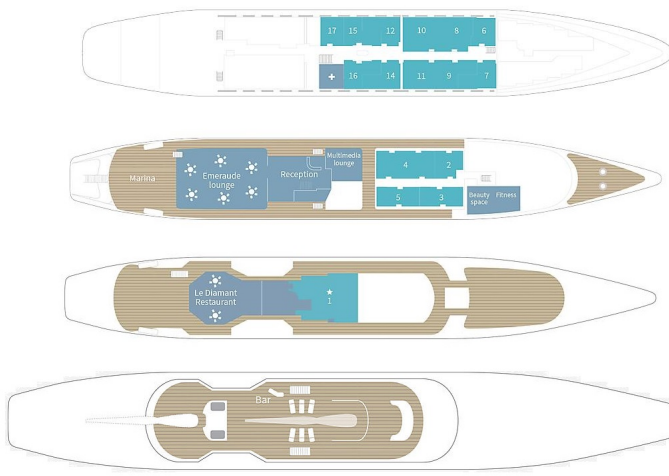 17 15 12 10 8 6
16 14 11 9 7
Multimedia
lounge
Marina
Emeraude
lounge
Reception
4 2
5 3
Beauty
space
Fitness
Le Diamant
Restaurant
1
Bar